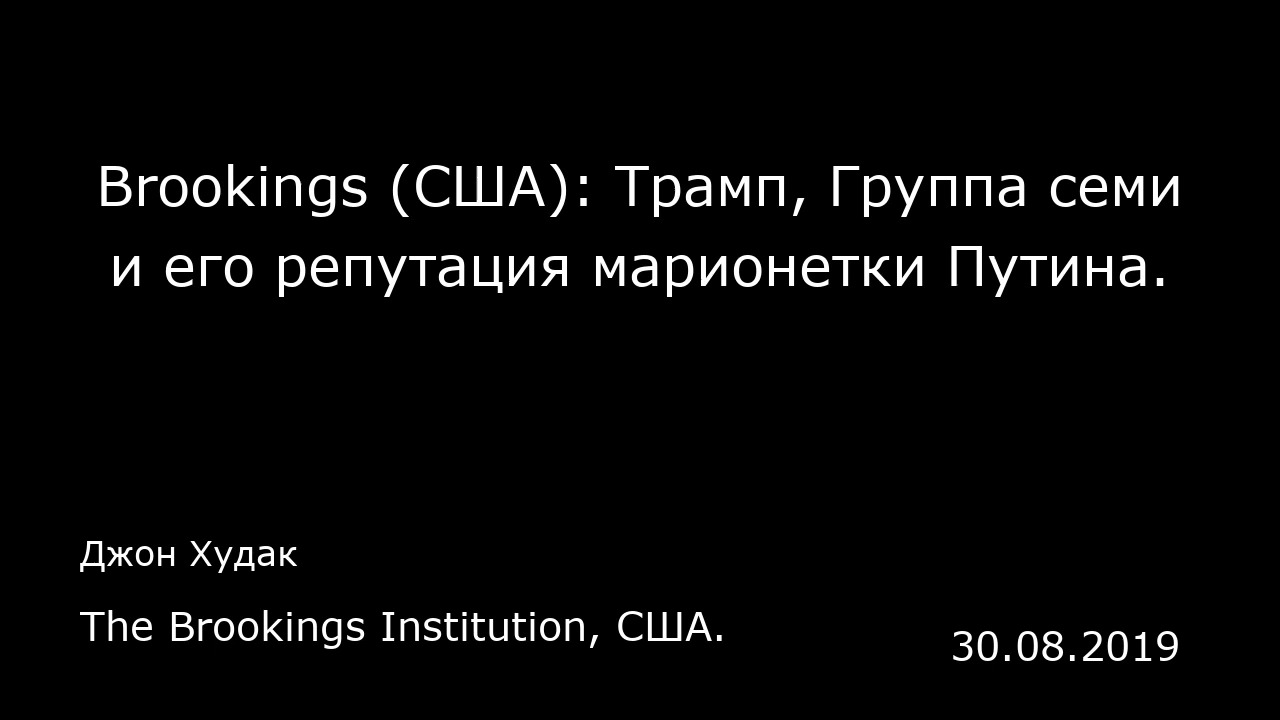 Brookings (США): Трамп, Группа семи
и его репутация марионетки Путина.
Джон Худак
The Brookings Institution, США.
30.08.2019